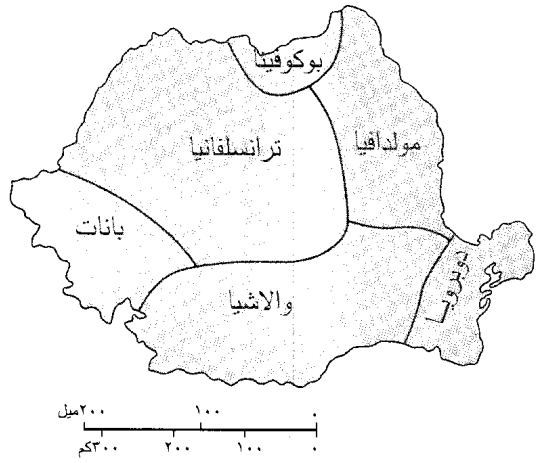 بوكوفينا
مولدافيا
ترانسلفانيا
بانات
دوبروجا
والاشيا
٢٠٠ميل ١٠٠ ٠
٣٠٠كم ٢٠٠ ١٠٠ ٠